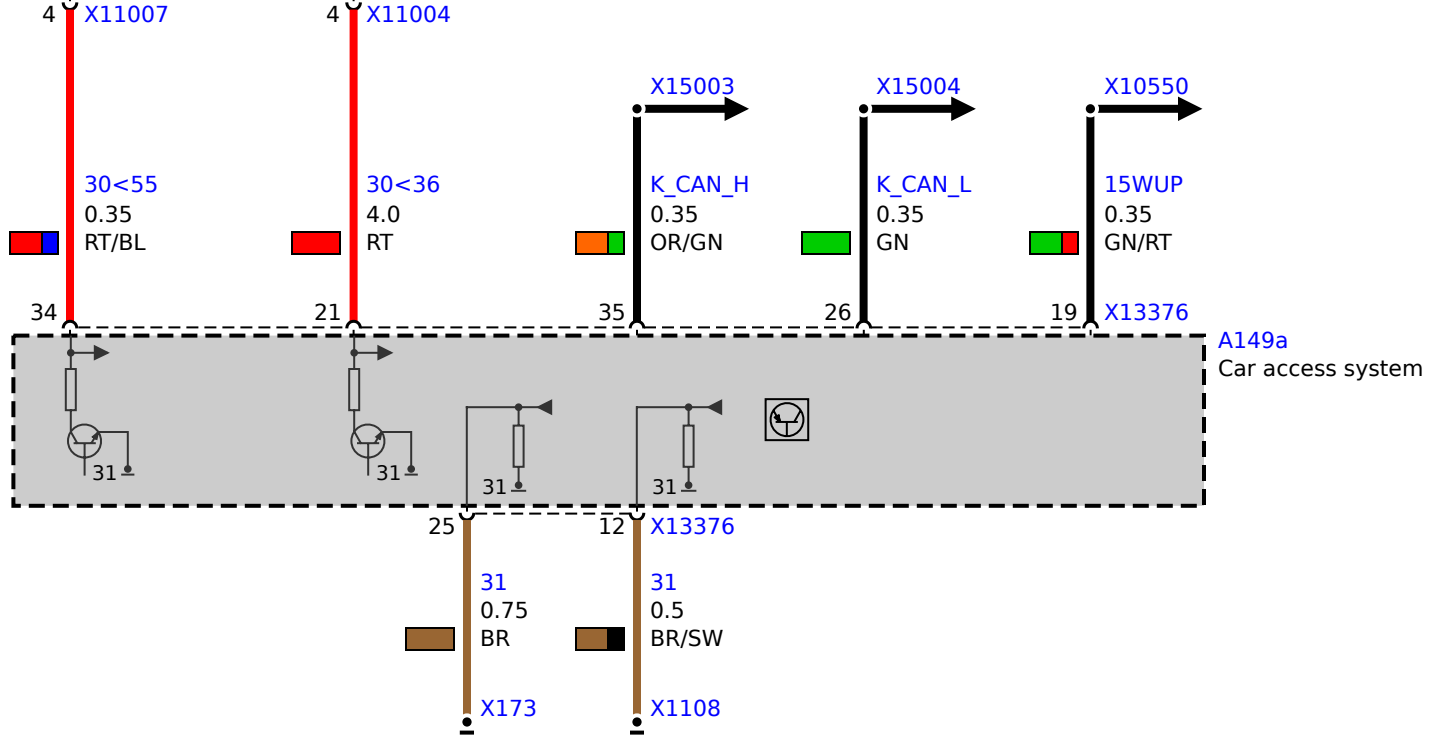 4 X11007
4 X11004
X15003
X15004
X10550
30<55
0.35
RT/BL
30<36
4.0
RT
K_CAN_H
0.35
OR/GN
K_CAN_L
0.35
GN
15WUP
0.35
GN/RT
34
21
35
26
19 X13376
A149a
Car access system
31
31
31
31
25
12 X13376
31
0.75
BR
31
0.5
BR/SW
X173
X1108